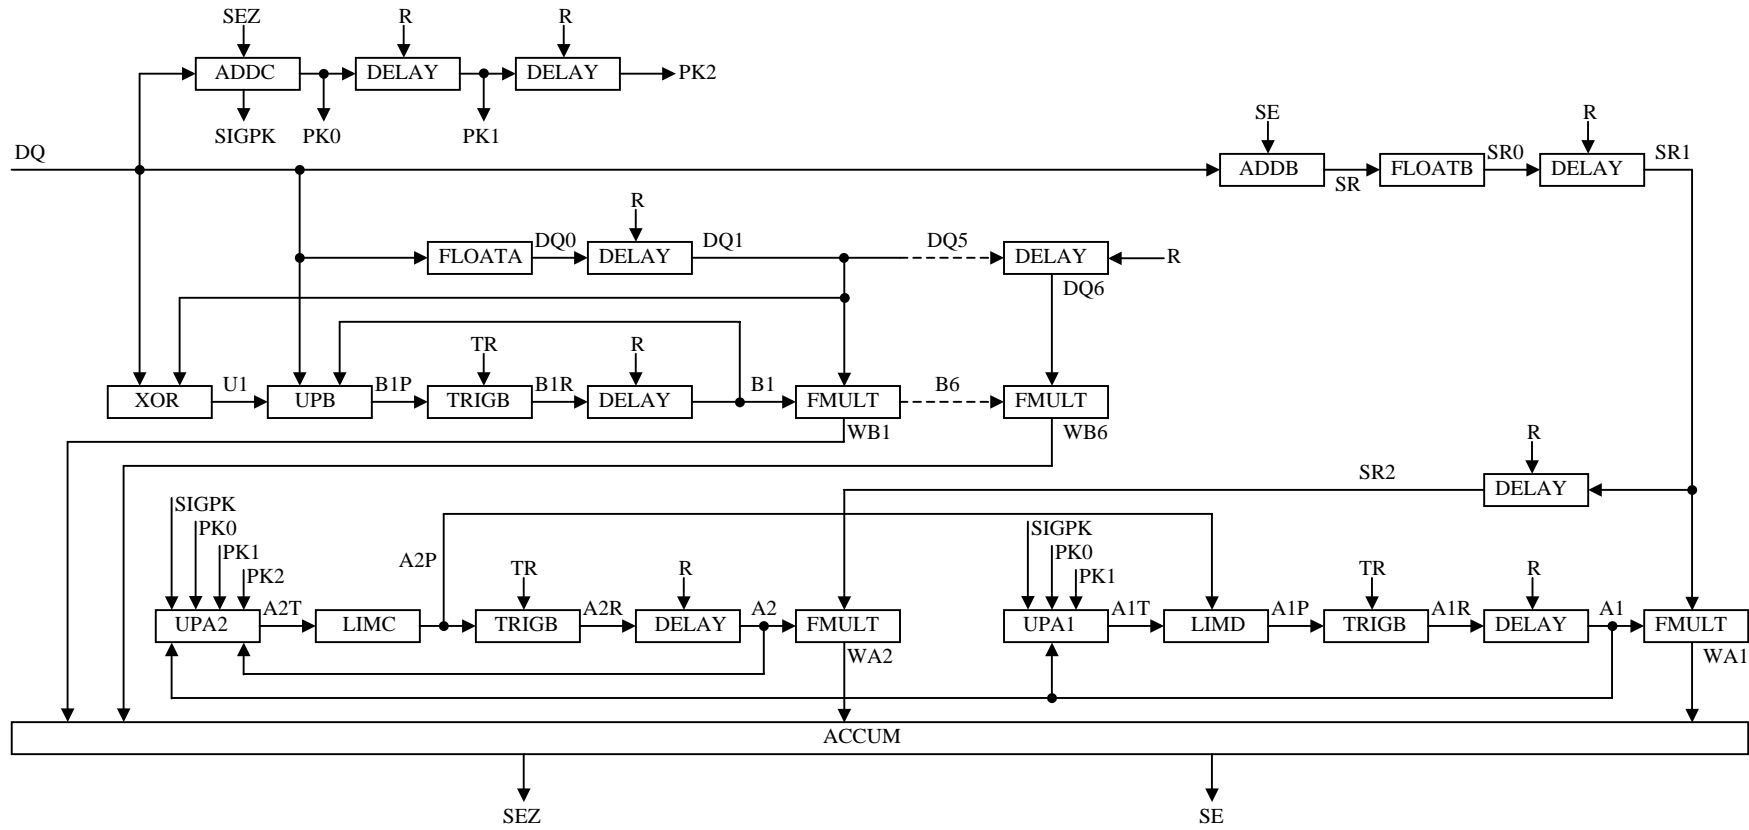 SEZ R R
ADDC DELAY DELAY PK2
SIGPK PK0 PK1
SE R
DQ
ADDB SR FLOATB SR0 DELAY SR1
R
FLOATA DQ0 DELAY DQ1 DQ5 DELAY R
DQ6
TR R
XOR U1 UPB B1P TRIGB B1R DELAY B1 FMULT B6 FMULT
WB1 WB6
R
SR2 DELAY
SIGPK
PK0
PK1
PK2
A2P
TR R
SIGPK
PK0
PK1
TR R
UPA2 A2T LIMC TRIGB A2R DELAY A2 FMULT
WA2
UPA1 A1T LIMD A1P TRIGB A1R DELAY A1 FMULT
WA1
ACCUM
SEZ SE